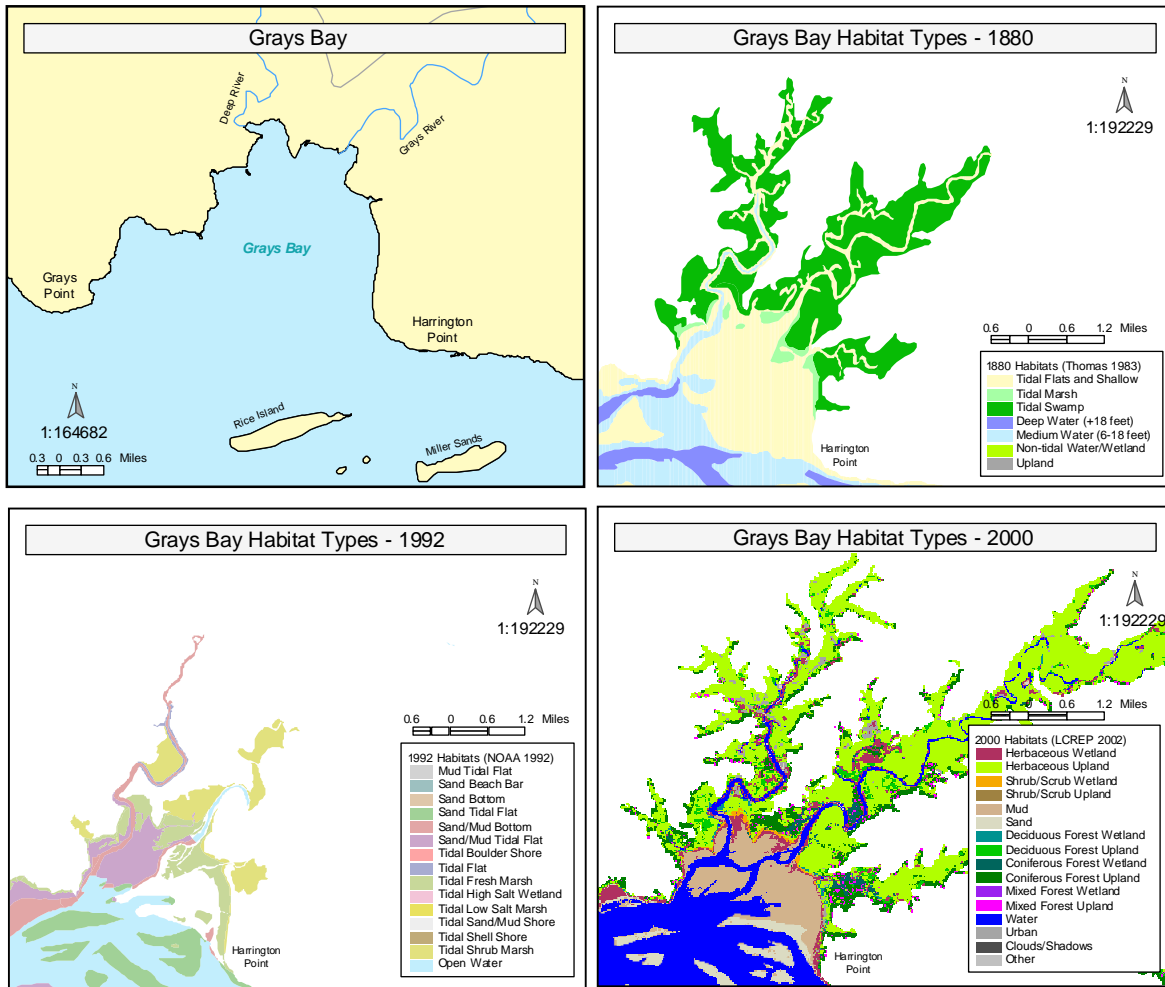 Grays Bay
Deep River
Grays River
Grays Bay
Grays
Point
Harrington
Point
N
1:164682
0.3 0 0.3 0.6 Miles
Rice Island
Miller Sands
Grays Bay Habitat Types - 1880
N
1:192229
0.6 0 0.6 1.2 Miles
1880 Habitats (Thomas 1983)
Tidal Flats and Shallow
Tidal Marsh
Tidal Swamp
Deep Water (+18 feet)
Medium Water (6-18 feet)
Non-tidal Water/Wetland
Upland
Harrington
Point
Grays Bay Habitat Types - 1992
N
1:192229
0.6 0 0.6 1.2 Miles
1992 Habitats (NOAA 1992)
Mud Tidal Flat
Sand Beach Bar
Sand Bottom
Sand Tidal Flat
Sand/Mud Bottom
Sand/Mud Tidal Flat
Tidal Boulder Shore
Tidal Flat
Tidal Fresh Marsh
Tidal High Salt Wetland
Tidal Low Salt Marsh
Tidal Sand/Mud Shore
Tidal Shell Shore
Tidal Shrub Marsh
Open Water
Harrington
Point
Grays Bay Habitat Types - 2000
N
1:192229
0.6 0 0.6 1.2 Miles
2000 Habitats (LCREP 2002)
Herbaceous Wetland
Herbaceous Upland
Shrub/Scrub Wetland
Shrub/Scrub Upland
Mud
Sand
Deciduous Forest Wetland
Deciduous Forest Upland
Coniferous Forest Wetland
Coniferous Forest Upland
Mixed Forest Wetland
Mixed Forest Upland
Water
Urban
Clouds/Shadows
Other
Harrington
Point